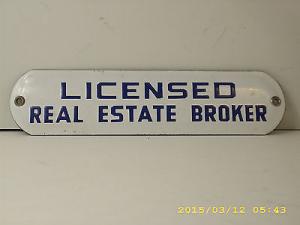 LICENSED
REAL ESTATE BROKER
2015/03/12 05:43